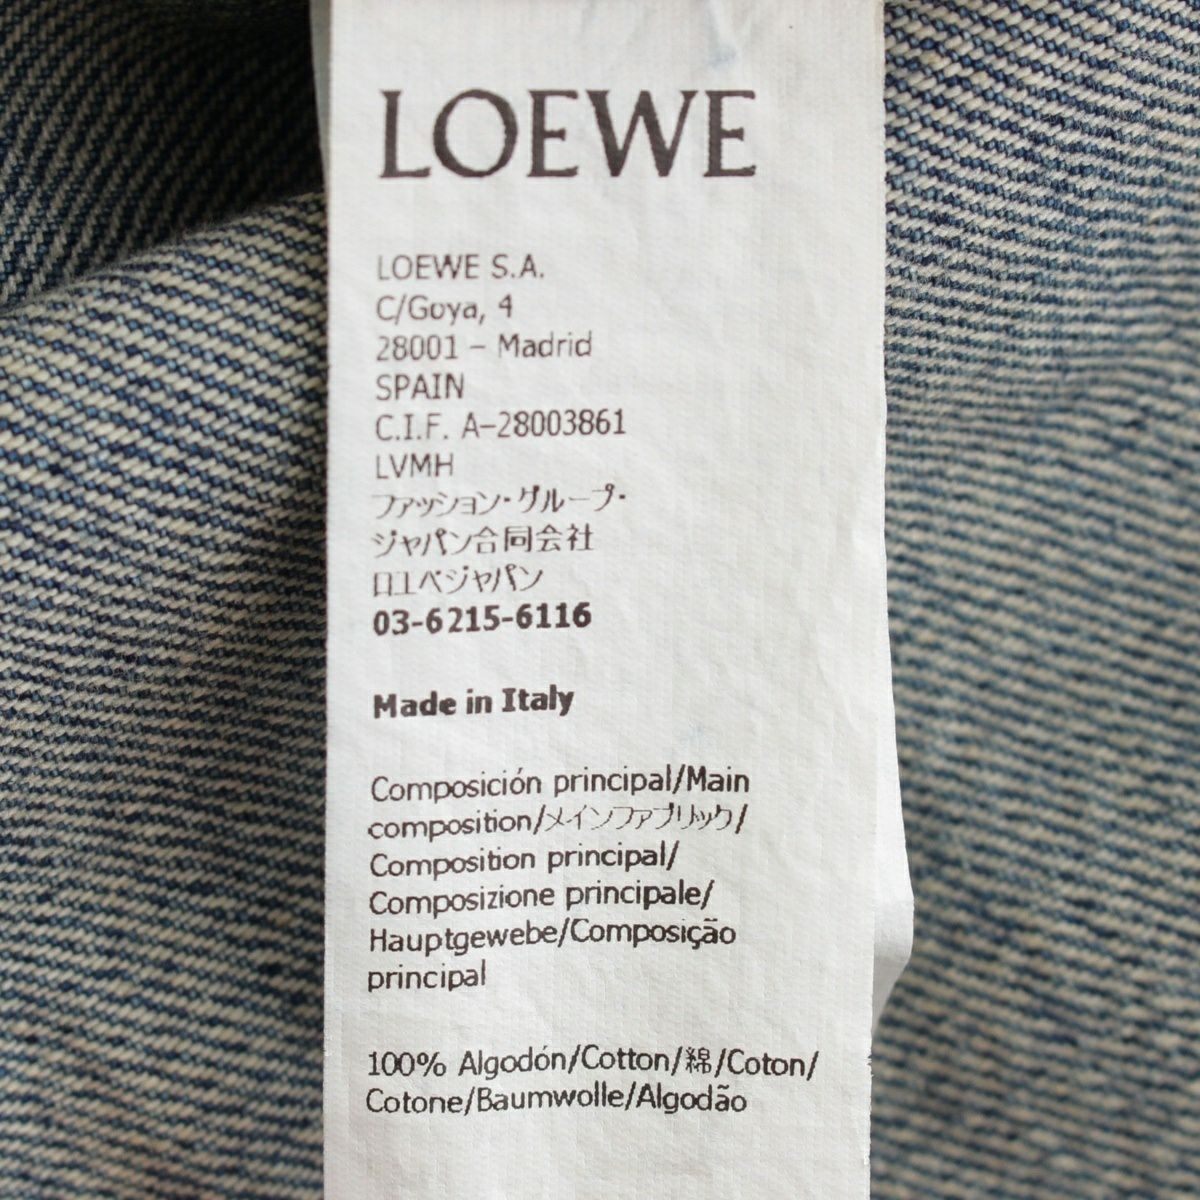 LOEWE
LOEWE S.A.
C/Goya, 4
28001 – Madrid
SPAIN
C.I.F. A-28003861
LVMH
ファッション・グループ・
ジャパン合同会社
ロエベジャパン
03-6215-6116
Made in Italy
Composición principal/Main
composition/メインファブリック/
Composition principal/
Composizione principale/
Hauptgewebe/Composição
principal
100% Algodón/Cotton/綿/Coton/
Cotone/Baumwolle/Algodão